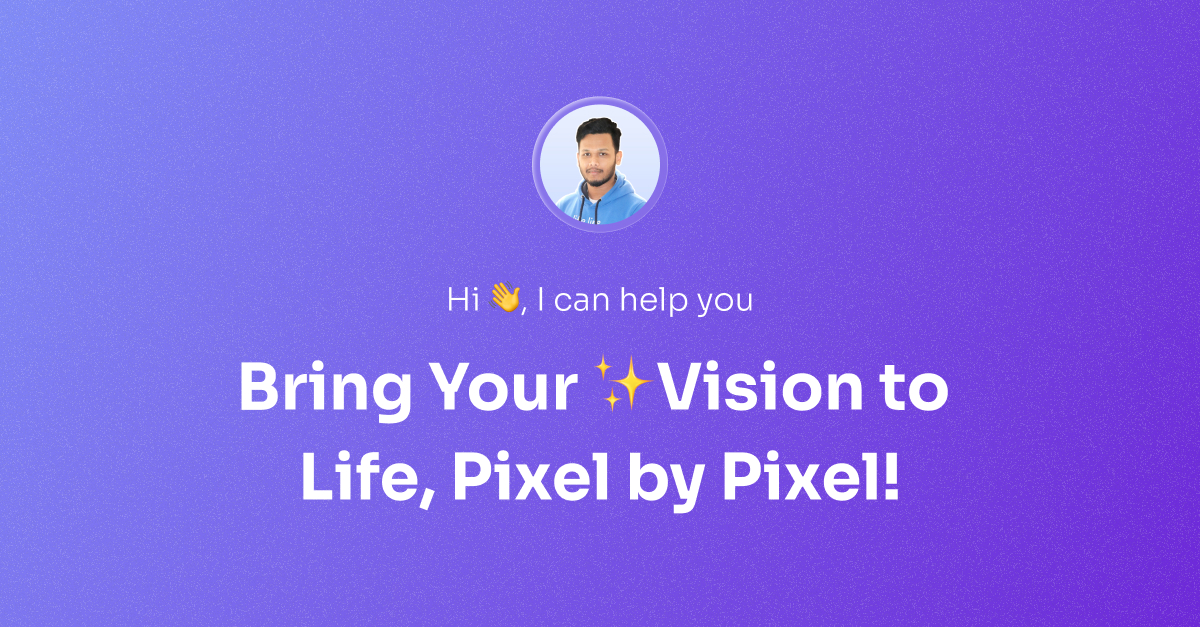 Hi 👋, I can help you
Bring Your ✨Vision to
Life, Pixel by Pixel!